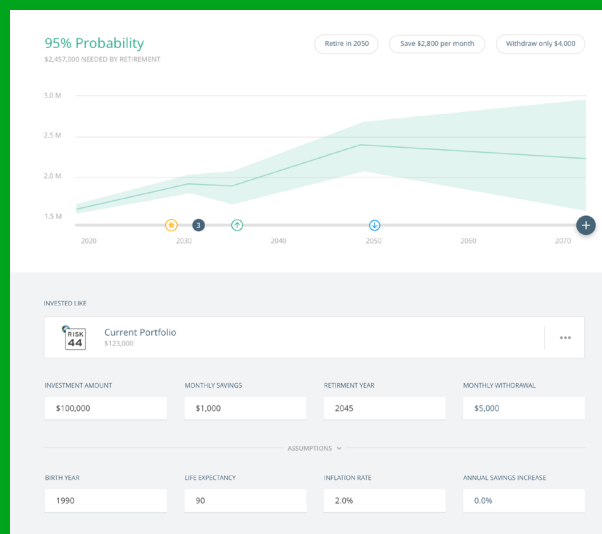 95% Probability
$2,457,000 NEEDED BY RETIREMENT
Retire in 2050
Save $2,800 per month
Withdraw only $4,000
3.0 M
2.5 M
2.0 M
1.5 M
3
2020 2030 2040 2050 2060 2070
INVESTED LIKE
RISK
44
Current Portfolio
$123,000
INVESTMENT AMOUNT MONTHLY SAVINGS RETIRMENT YEAR MONTHLY WITHDRAWAL
$100,000 $1,000 2045 $5,000
ASSUMPTIONS
BIRTH YEAR LIFE EXPECTANCY INFLATION RATE ANNUAL SAVINGS INCREASE
1990 90 2.0% 0.0%